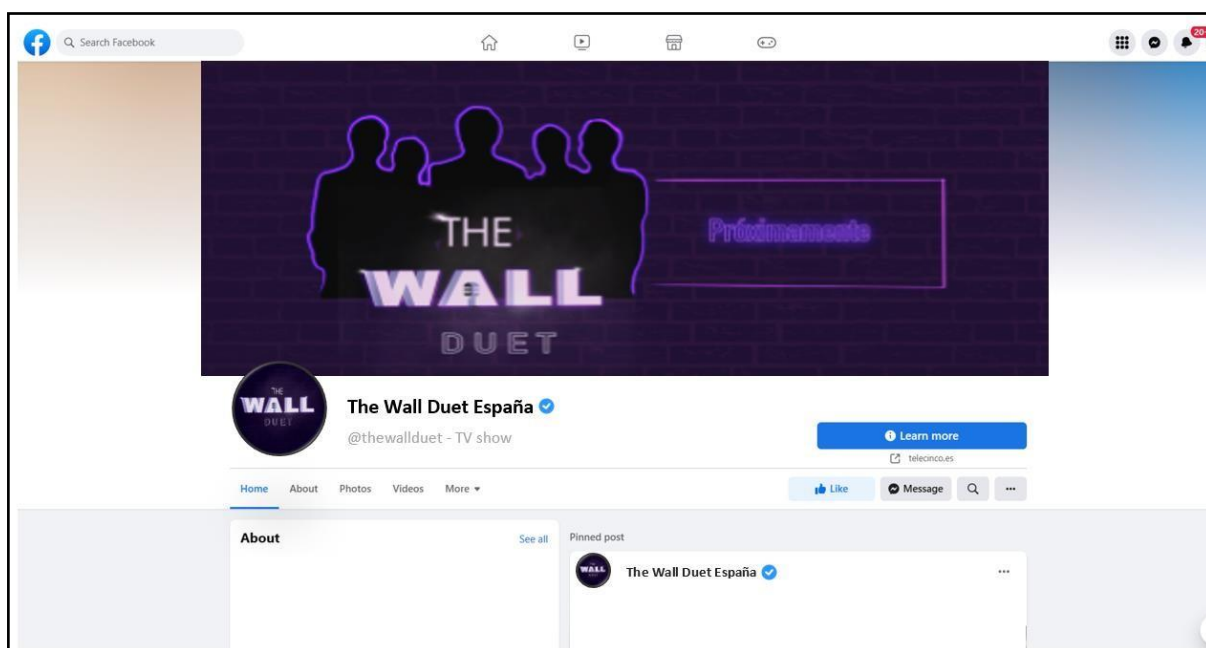 Search Facebook
20+
THE
WALL
DUET
Próximamente
THE
WALL
DUET
The Wall Duet España
@thewallduet - TV show
Learn more
telecinco.es
Home About Photos Videos More
Like Message
About See all
Pinned post
WALL
The Wall Duet España